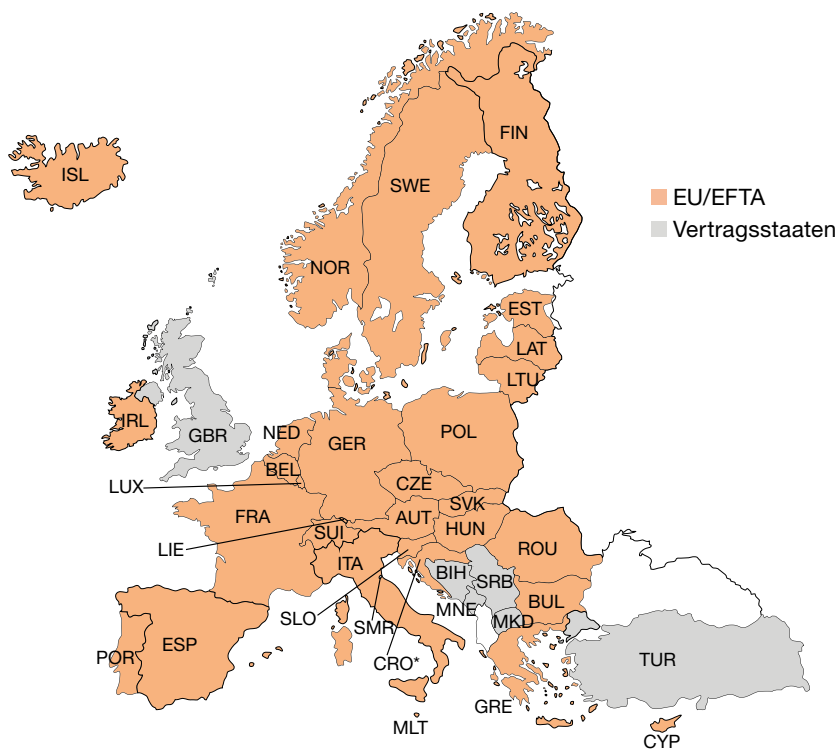 FIN
ISL
SWE
EU/EFTA
Vertragsstaaten
NOR
EST
LAT
LTU
IRL
GBR
NED
GER
POL
BEL
LUX
CZE
SVK
FRA
AUT
HUN
SUI
LIE
ITA
ROU
BIH
SRB
SLO
MNE
BUL
SMR
MKD
ESP
POR
CRO*
TUR
GRE
MLT
CYP